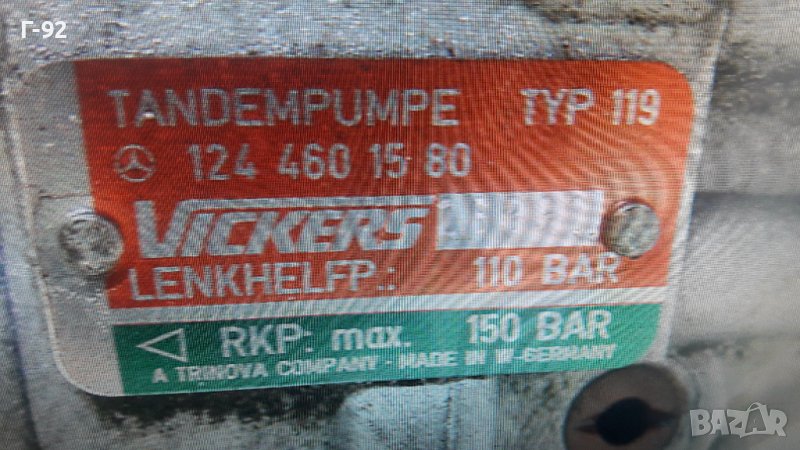 Г-92
TANDEMPUMPE TYP 119
124 460 15 80
VICKERS
LENKHELFP.: 110 BAR
RKP: max. 150 BAR
A TRINOVA COMPANY - MADE IN W-GERMANY
BAZAR